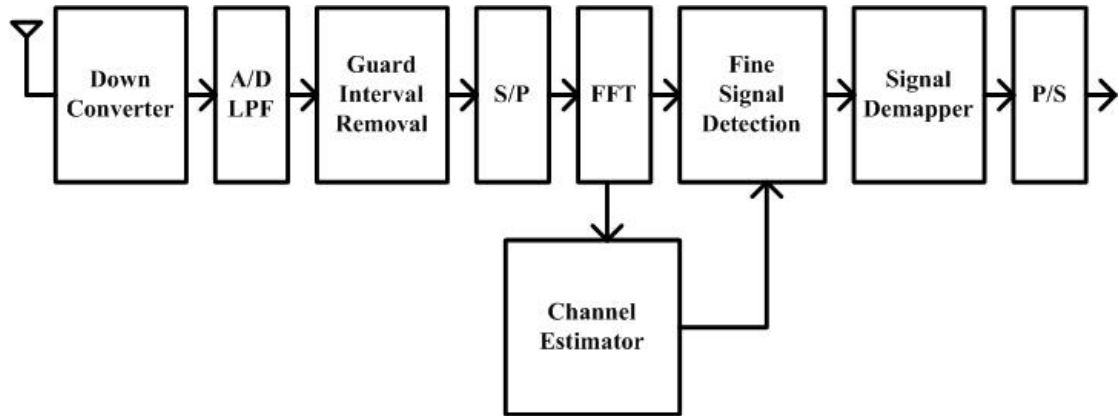 Down
Converter
A/D
LPF
Guard
Interval
Removal
S/P
FFT
Fine
Signal
Detection
Signal
Demapper
P/S
Channel
Estimator